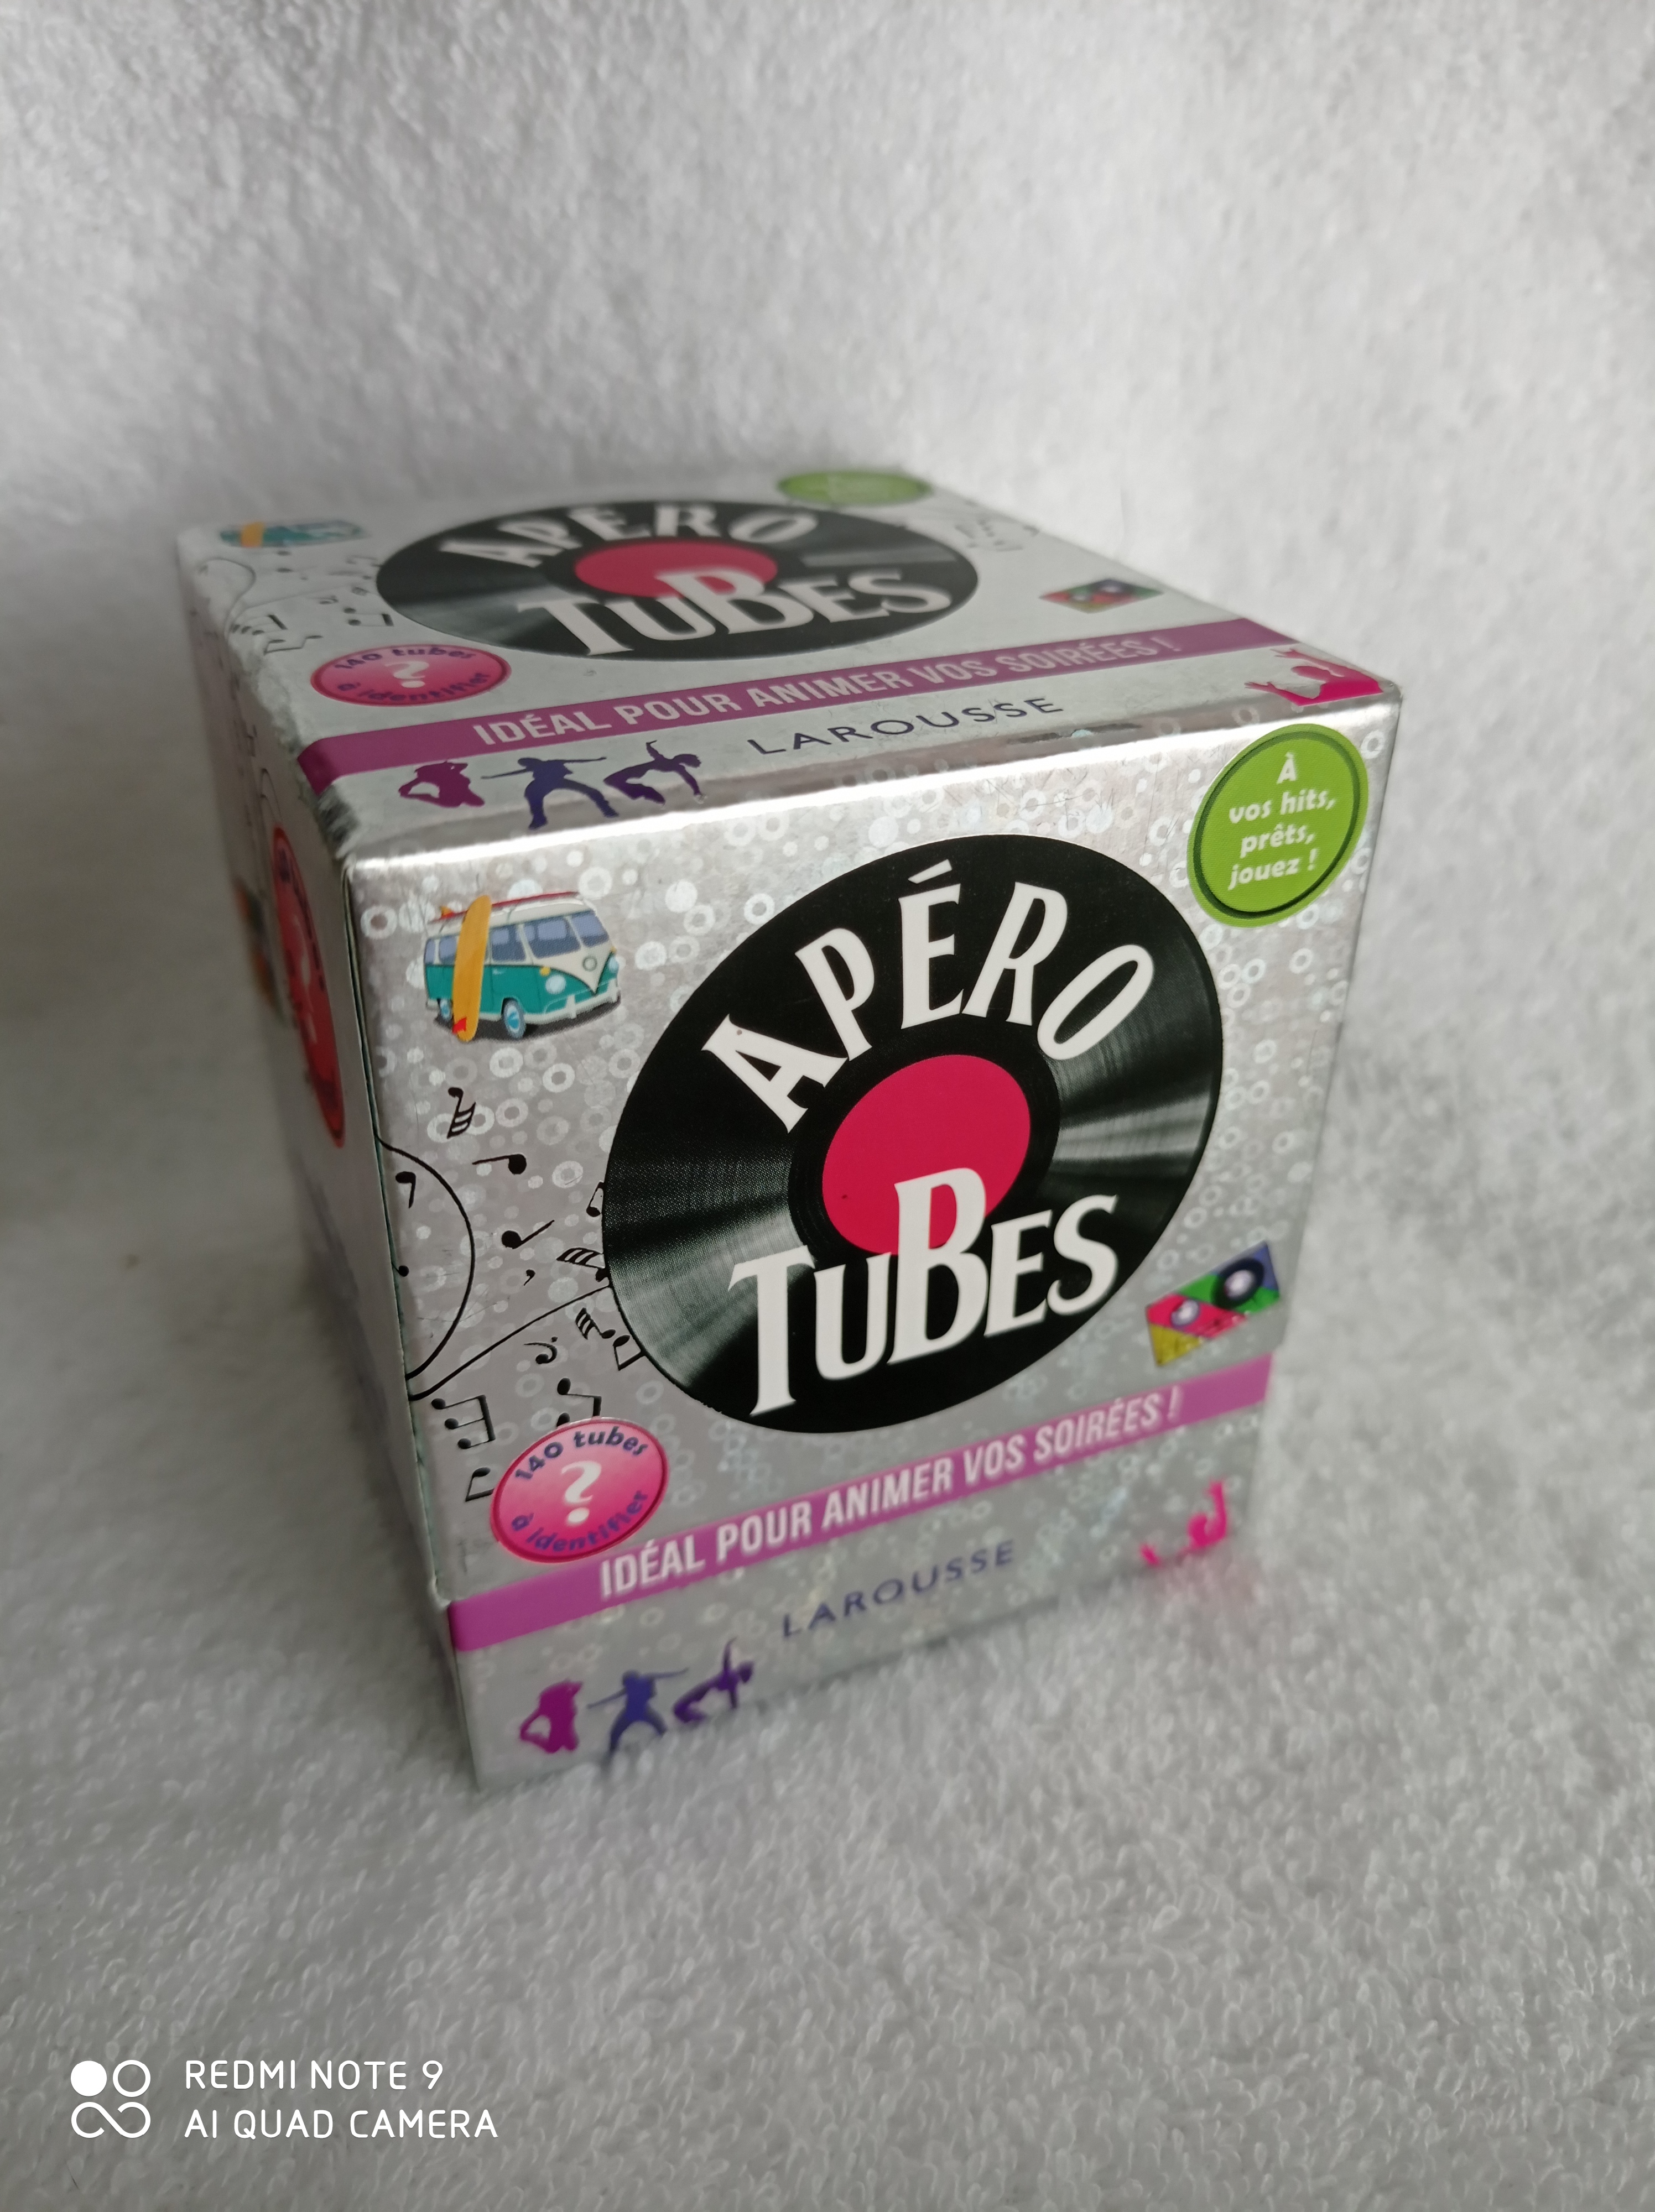 APÉRO
TUBES
140 tubes
?
à identifier
IDÉAL POUR ANIMER VOS SOIRÉES !
LAROUSSE
À
vos hits,
prêts,
jouez !
APÉRO
TUBES
140 tubes
?
à identifier
IDÉAL POUR ANIMER VOS SOIRÉES !
LAROUSSE
REDMI NOTE 9
AI QUAD CAMERA